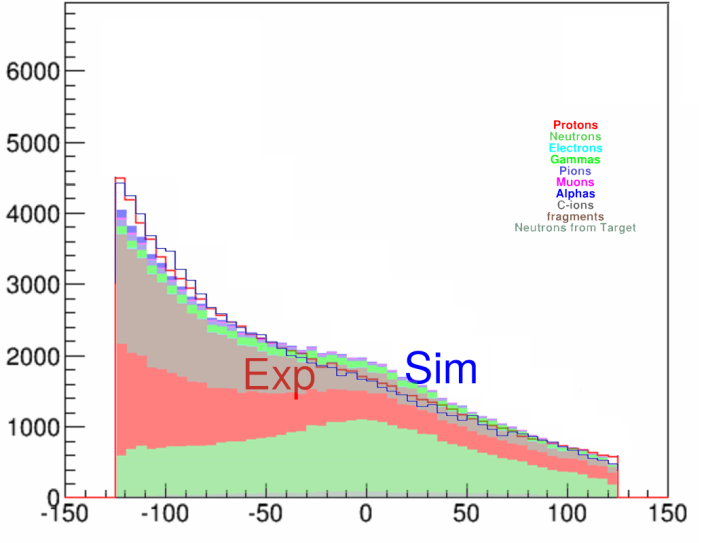 6000
5000
4000
3000
2000
1000
0
Protons
Neutrons
Electrons
Gammas
Pions
Muons
Alphas
C-ions
fragments
Neutrons from Target
Exp
Sim
-150 -100 -50 0 50 100 150